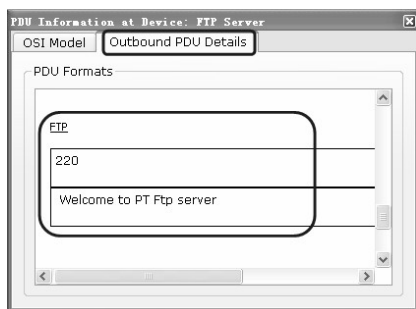 PDU Information at Device: FTP Server
OSI Model
Outbound PDU Details
PDU Formats
FTP
220
Welcome to PT Ftp server